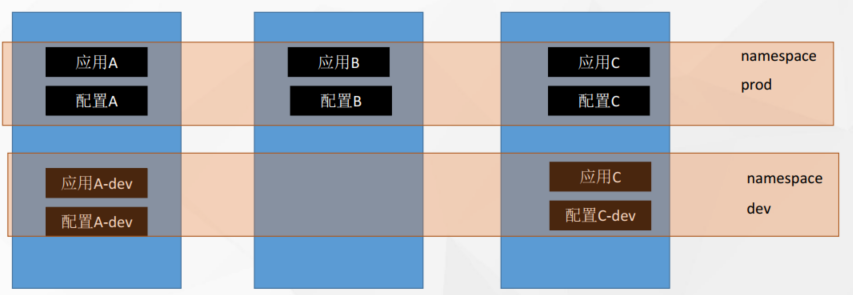 应用A
应用B
应用C
namespace
prod
配置A
配置B
配置C
应用A-dev
应用C
namespace
配置A-dev
配置C-dev
dev